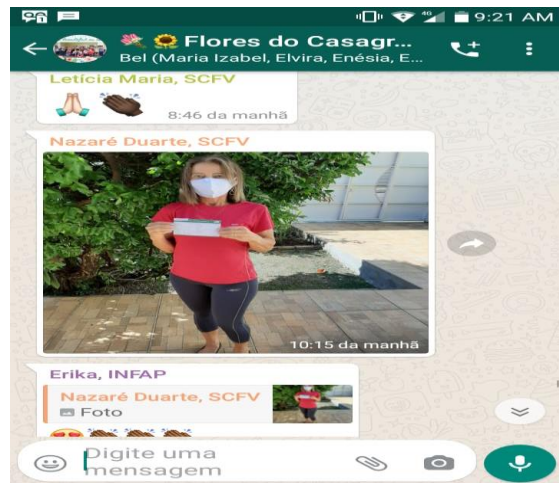 4G 9:21 AM
Flores do Casagr...
Bel (Maria Izabel, Elvira, Enésia, E...
Letícia Maria, SCFV
8:46 da manhã
Nazaré Duarte, SCFV
10:15 da manhã
Erika, INFAP
Nazaré Duarte, SCFV
Foto
Digite uma
mensagem